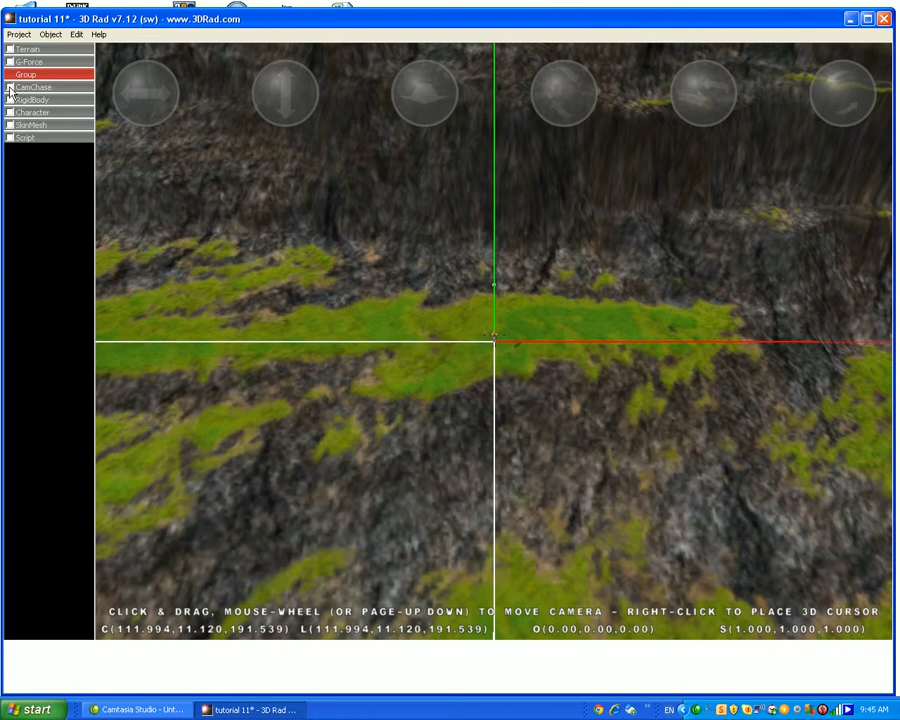 tutorial 11* - 3D Rad v7.12 (sw) - www.3DRad.com
Project Object Edit Help
Terrain
G-Force
Group
CamChase
RigidBody
Character
SkinMesh
Script
CLICK & DRAG, MOUSE-WHEEL (OR PAGE-UP DOWN) TO MOVE CAMERA - RIGHT-CLICK TO PLACE 3D CURSOR
C(111.994,11.120,191.539) L(111.994,11.120,191.539) O(0.00,0.00,0.00) S(1.000,1.000,1.000)
start Camtasia Studio - Unt... tutorial 11* - 3D Rad ... EN 9:45 AM